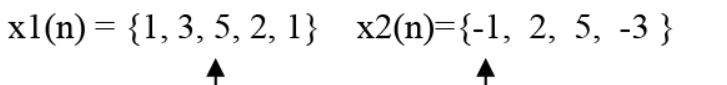 x1(n) = {1, 3, 5, 2, 1} x2(n)={-1, 2, 5, -3 }